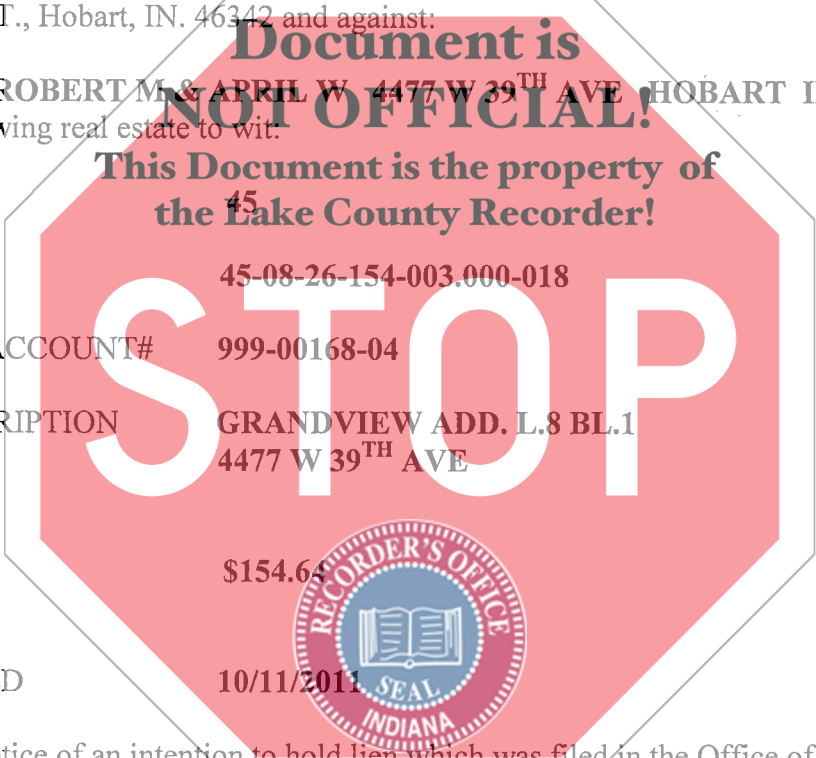 T., Hobart, IN. 46342 and against:
Document is
ROBERT M & APRIL W 4477 W 39TH AVE HOBART I
NOT OFFICIAL!
wing real estate to wit:
This Document is the property of
45
the Lake County Recorder!
45-08-26-154-003.000-018
STOP
ACCOUNT# 999-00168-04
RIPTION GRANDVIEW ADD. L.8 BL.1
4477 W 39TH AVE
$154.64
RECORDER'S OFFICE
SEAL
INDIANA
D 10/11/2011
tice of an intention to hold lien which was filed in the Office of